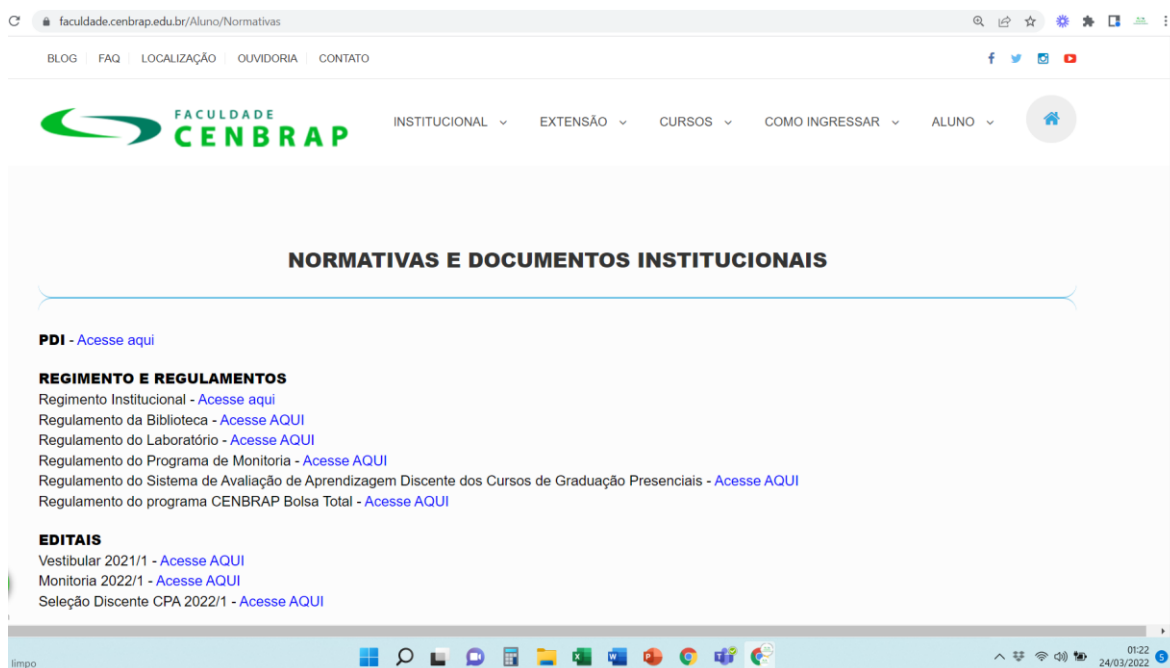 faculdade.cenbrap.edu.br/Aluno/Normativas
BLOG FAQ LOCALIZAÇÃO OUVIDORIA CONTATO
FACULDADE
CENBRAP
INSTITUCIONAL EXTENSÃO CURSOS COMO INGRESSAR ALUNO
NORMATIVAS E DOCUMENTOS INSTITUCIONAIS
PDI - Acesse aqui
REGIMENTO E REGULAMENTOS
Regimento Institucional - Acesse aqui
Regulamento da Biblioteca - Acesse AQUI
Regulamento do Laboratório - Acesse AQUI
Regulamento do Programa de Monitoria - Acesse AQUI
Regulamento do Sistema de Avaliação de Aprendizagem Discente dos Cursos de Graduação Presenciais - Acesse AQUI
Regulamento do programa CENBRAP Bolsa Total - Acesse AQUI
EDITAIS
Vestibular 2021/1 - Acesse AQUI
Monitoria 2022/1 - Acesse AQUI
Seleção Discente CPA 2022/1 - Acesse AQUI
limpo
01:22
24/03/2022
5